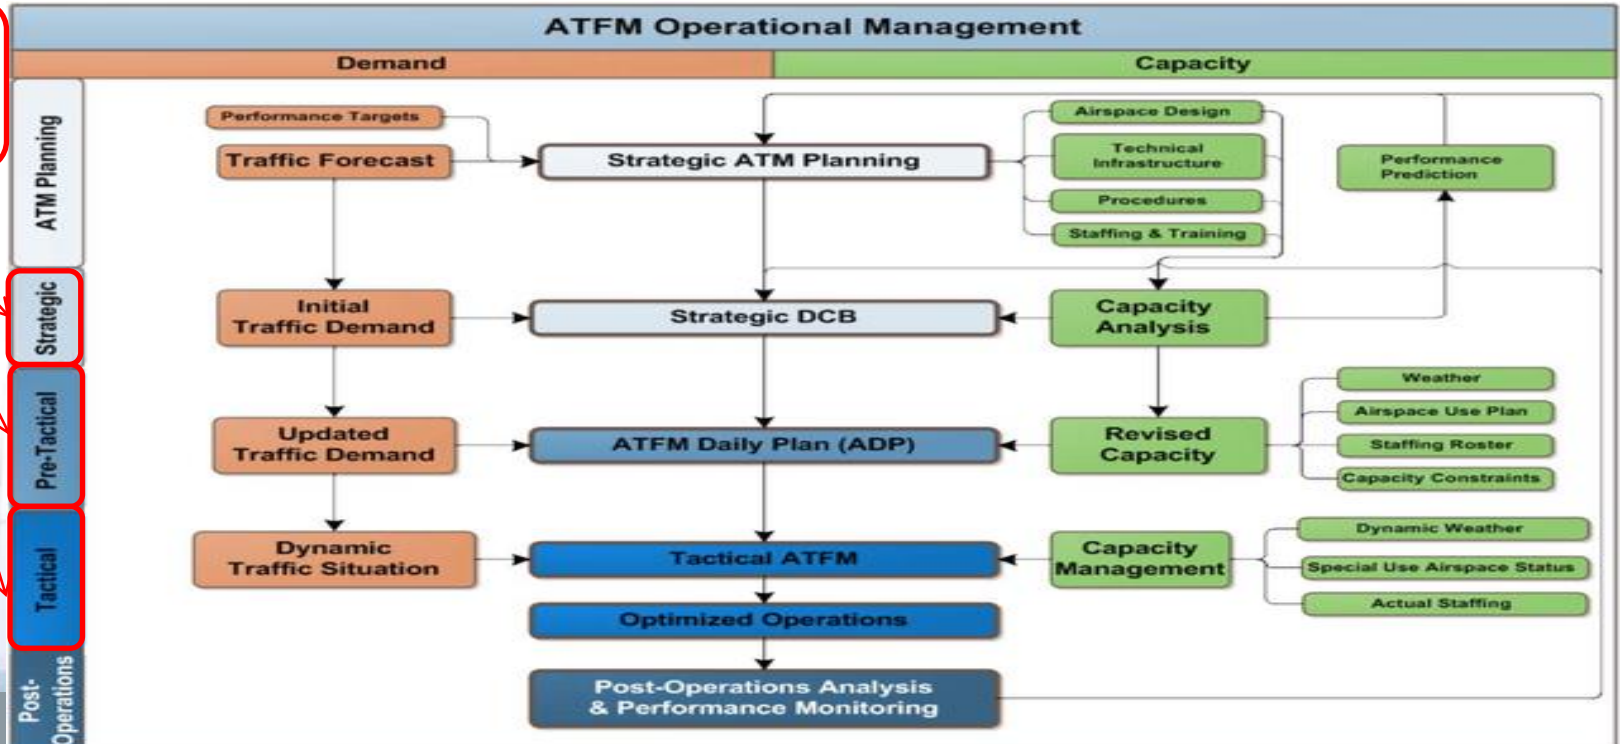 ATFM Operational Management
Demand
Capacity
ATM Planning
Performance Targets
Traffic Forecast
Strategic ATM Planning
Airspace Design
Technical
Infrastructure
Procedures
Staffing & Training
Performance
Prediction
Strategic
Initial
Traffic Demand
Strategic DCB
Capacity
Analysis
Pre-Tactical
Updated
Traffic Demand
ATFM Daily Plan (ADP)
Revised
Capacity
Weather
Airspace Use Plan
Staffing Roster
Capacity Constraints
Tactical
Dynamic
Traffic Situation
Tactical ATFM
Capacity
Management
Dynamic Weather
Special Use Airspace Status
Actual Staffing
Optimized Operations
Post-
Operations
Post-Operations Analysis
& Performance Monitoring